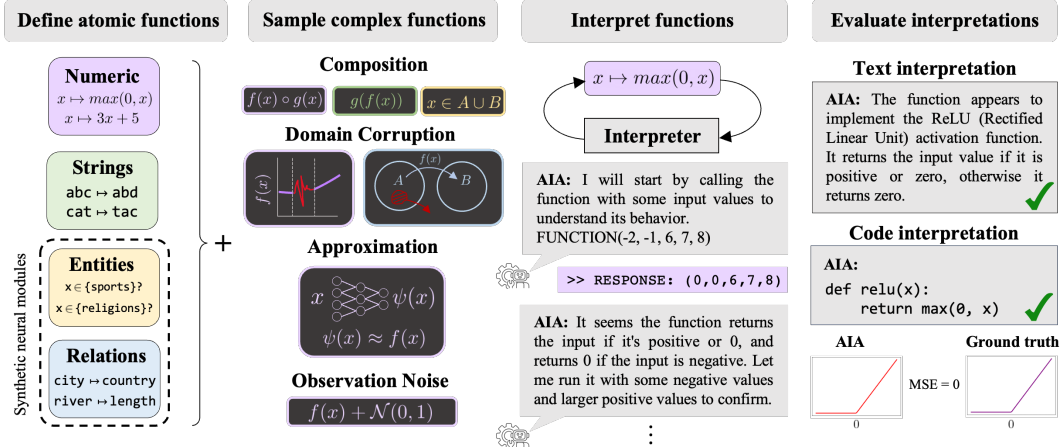 Define atomic functions
Numeric
x ↦ max(0, x)
x ↦ 3x + 5
Strings
abc ↦ abd
cat ↦ tac
Synthetic neural modules
Entities
x ∈ {sports}?
x ∈ {religions}?
Relations
city ↦ country
river ↦ length
+
Sample complex functions
Composition
f(x) ∘ g(x)
g(f(x))
x ∈ A ∪ B
Domain Corruption
f(x)
f(x)
A
B
Approximation
x
ψ(x)
ψ(x) ≈ f(x)
Observation Noise
f(x) + 𝒩(0, 1)
Interpret functions
x ↦ max(0, x)
Interpreter
AIA: I will start by calling the
function with some input values to
understand its behavior.
FUNCTION(-2, -1, 6, 7, 8)
>> RESPONSE: (0,0,6,7,8)
AIA: It seems the function returns
the input if it's positive or 0, and
returns 0 if the input is negative. Let
me run it with some negative values
and larger positive values to confirm.
⋮
Evaluate interpretations
Text interpretation
AIA: The function appears to
implement the ReLU (Rectified
Linear Unit) activation function.
It returns the input value if it is
positive or zero, otherwise it
returns zero.
Code interpretation
AIA:
def relu(x):
return max(0, x)
AIA
Ground truth
MSE = 0
0
0